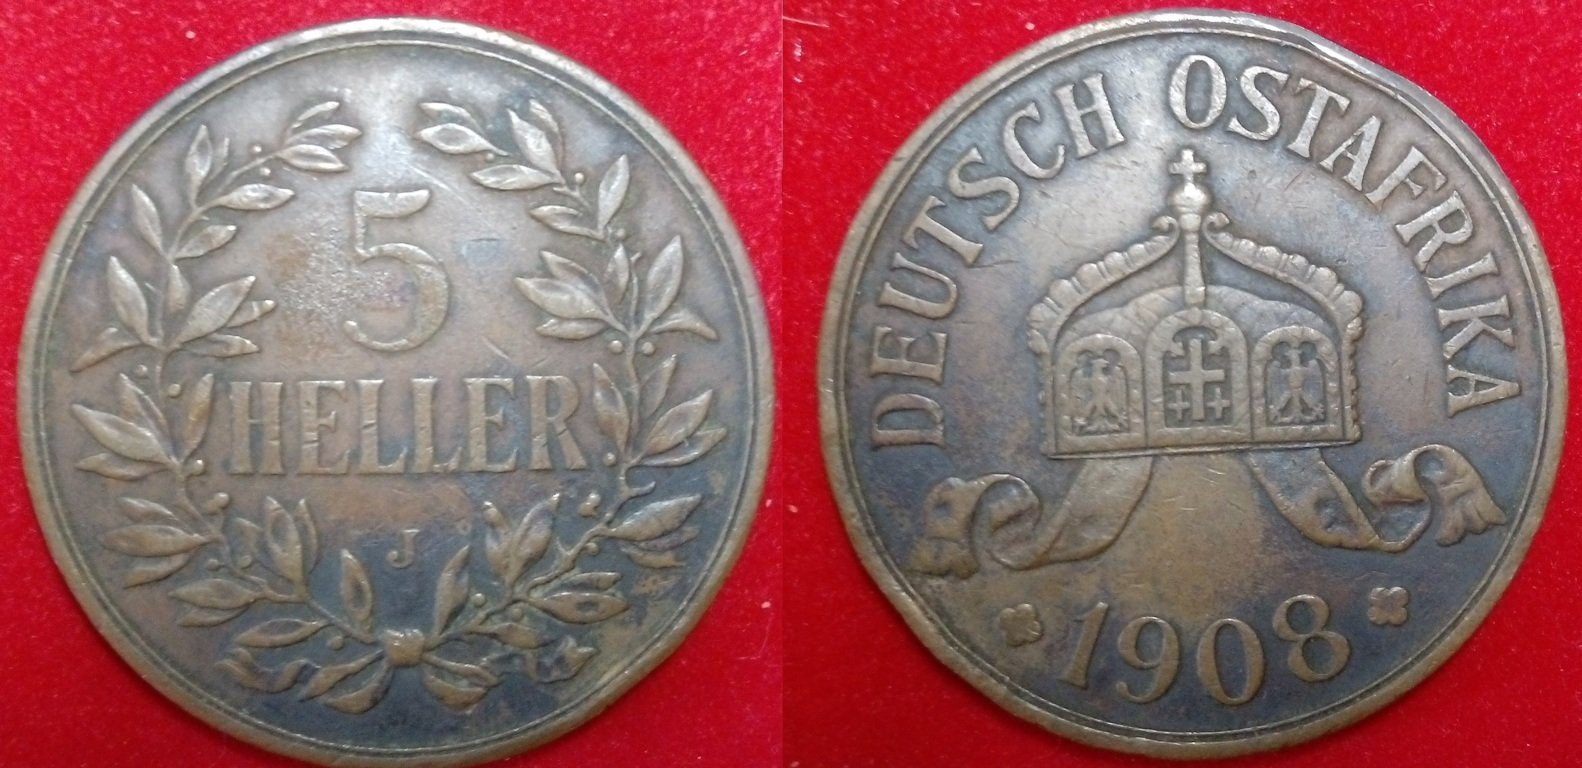 5
HELLER
J
DEUTSCH OSTAFRIKA
1908